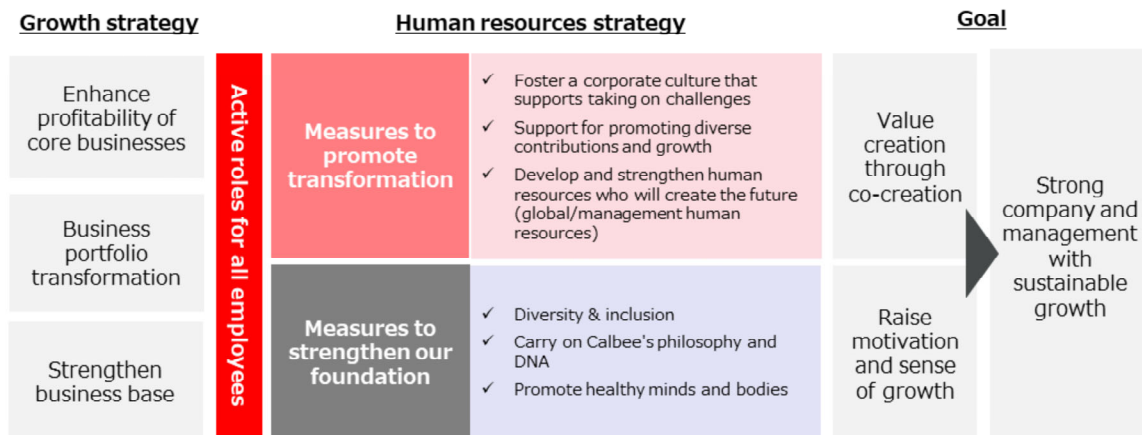 Growth strategy
Human resources strategy
Goal
Enhance
profitability of
core businesses
Business
portfolio
transformation
Strengthen
business base
Active roles for all employees
Measures to
promote
transformation
✓ Foster a corporate culture that
supports taking on challenges
✓ Support for promoting diverse
contributions and growth
✓ Develop and strengthen human
resources who will create the future
(global/management human
resources)
Measures to
strengthen our
foundation
✓ Diversity & inclusion
✓ Carry on Calbee's philosophy and
DNA
✓ Promote healthy minds and bodies
Value
creation
through
co-creation
Raise
motivation
and sense
of growth
Strong
company and
management
with
sustainable
growth